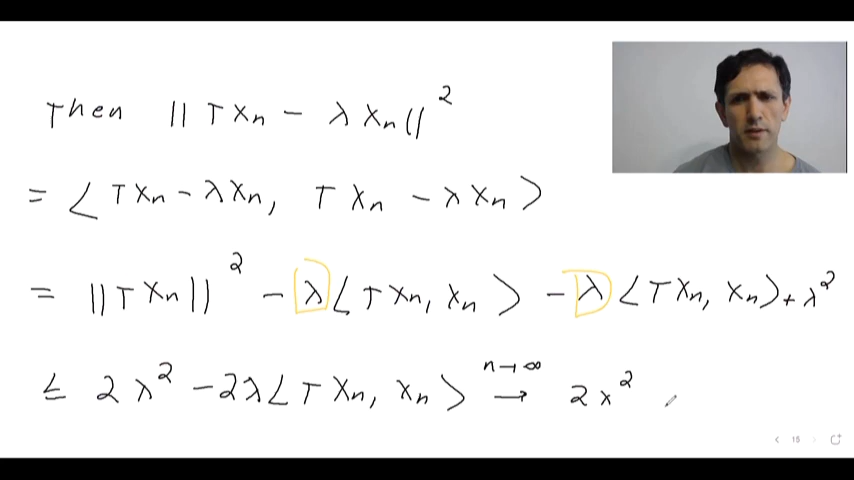 Then ||Txₙ - λxₙ||²
= <Txₙ - λxₙ, Txₙ - λxₙ>
= ||Txₙ||² - λ<Txₙ, xₙ> - λ<Txₙ, xₙ> + λ²
≤ 2λ² - 2λ<Txₙ, xₙ> n→∞ → 2x²
< 15 >